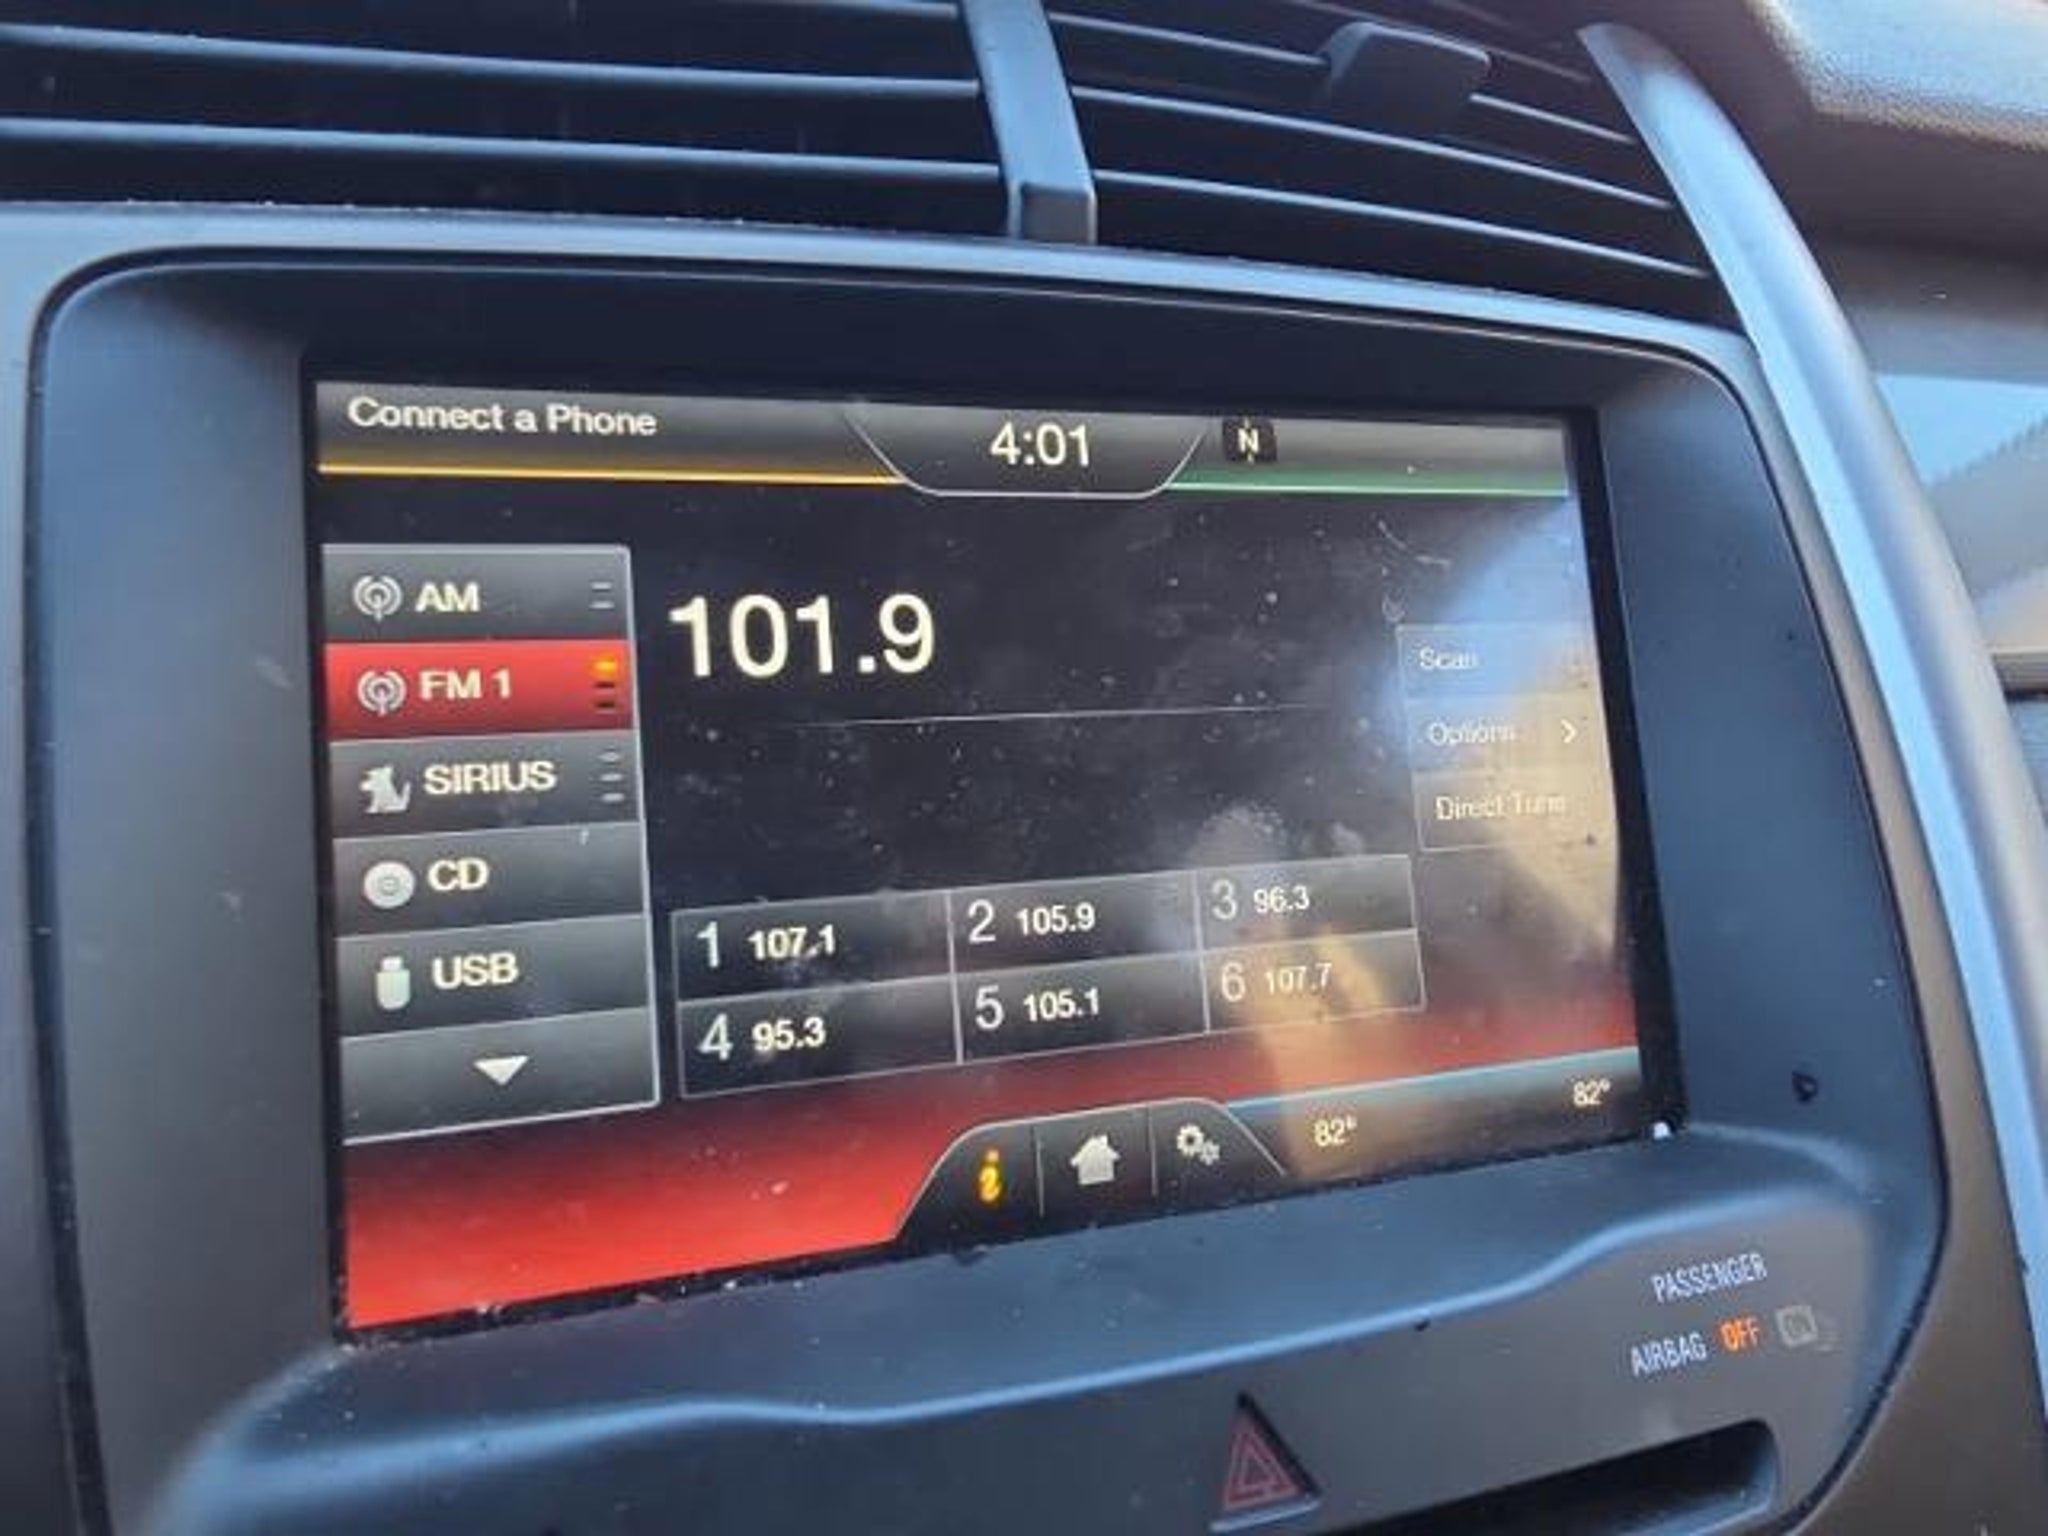 Connect a Phone
4:01
N
AM
FM 1
SIRIUS
CD
USB
101.9
Scan
Options
Direct Tune
1 107.1
2 105.9
3 96.3
4 95.3
5 105.1
6 107.7
i
82°
82°
PASSENGER
AIRBAG OFF ON